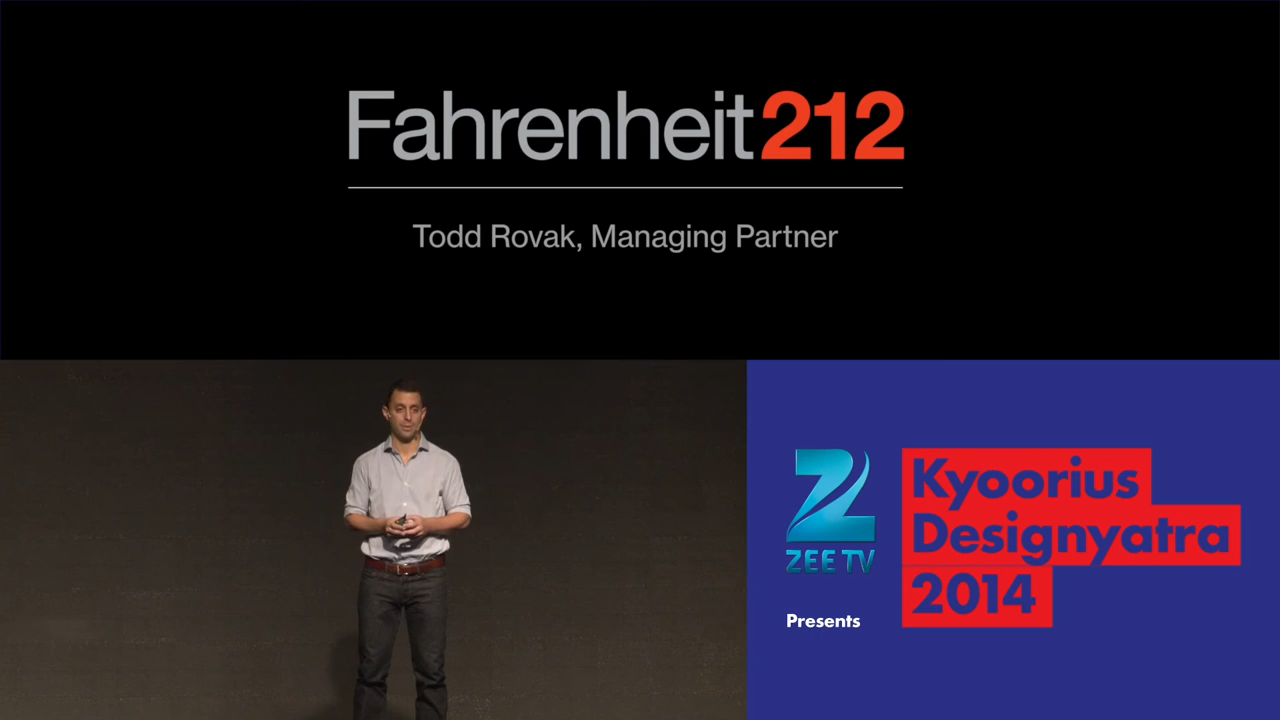 Fahrenheit212
Todd Rovak, Managing Partner
ZEE TV
Presents
Kyoorius
Designyatra
2014